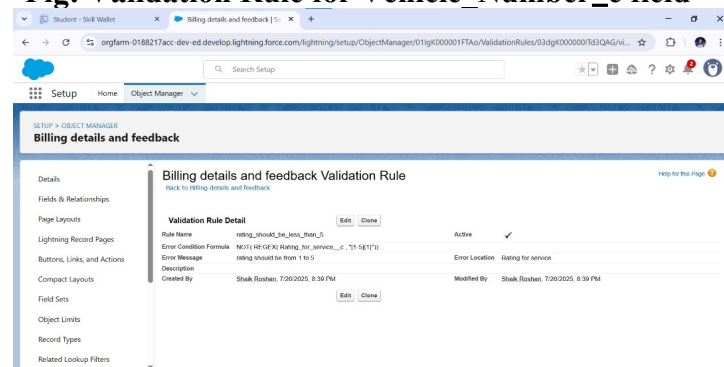 Fig: Validation Rule for Vehicle_Number_c field
Student - Skill Wallet
Billing details and feedback | Sa
orgfarm-0188217acc-dev-ed.develop.lightning.force.com/lightning/setup/ObjectManager/01IgK000001FTAo/ValidationRules/03dgK000000ITd3QAG/vi...
Search Setup
2
Setup
Home
Object Manager
SETUP > OBJECT MANAGER
Billing details and feedback
Details
Fields & Relationships
Page Layouts
Lightning Record Pages
Buttons, Links, and Actions
Compact Layouts
Field Sets
Object Limits
Record Types
Related Lookup Filters
Billing details and feedback Validation Rule
Help for this Page
Back to Billing details and feedback
Validation Rule Detail
Edit Clone
Rule Name rating_should_be_less_than_5 Active ✓
Error Condition Formula NOT( REGEX( Rating_for_service__c , "[1-5]{1}"))
Error Message rating should be from 1 to 5 Error Location Rating for service
Description
Created By Shaik Roshan, 7/26/2025, 8:39 PM Modified By Shaik Roshan, 7/26/2025, 8:39 PM
Edit Clone